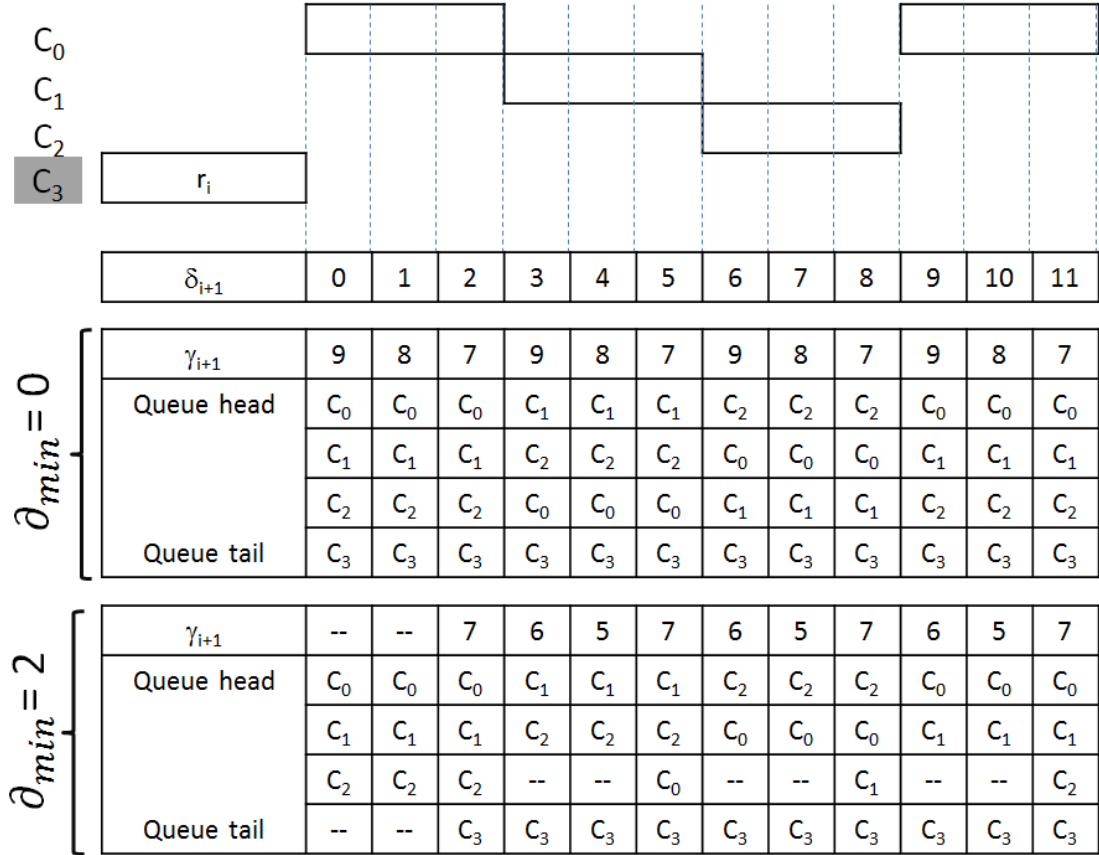 C0
C1
C2
C3 ri
δi+1 0 1 2 3 4 5 6 7 8 9 10 11
∂min = 0
γi+1 9 8 7 9 8 7 9 8 7 9 8 7
Queue head C0 C0 C0 C1 C1 C1 C2 C2 C2 C0 C0 C0
C1 C1 C1 C2 C2 C2 C0 C0 C0 C1 C1 C1
C2 C2 C2 C0 C0 C0 C1 C1 C1 C2 C2 C2
Queue tail C3 C3 C3 C3 C3 C3 C3 C3 C3 C3 C3 C3
∂min = 2
γi+1 -- -- 7 6 5 7 6 5 7 6 5 7
Queue head C0 C0 C0 C1 C1 C1 C2 C2 C2 C0 C0 C0
C1 C1 C1 C2 C2 C2 C0 C0 C0 C1 C1 C1
C2 C2 C2 -- -- C0 -- -- C1 -- -- C2
Queue tail -- -- C3 C3 C3 C3 C3 C3 C3 C3 C3 C3